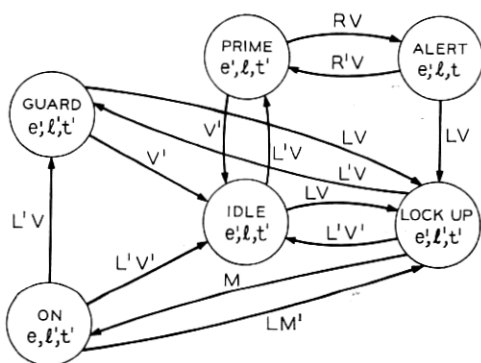 RV
PRIME
e',ℓ,t'
ALERT
e',ℓ,t
R'V
GUARD
e',ℓ',t'
LV
LV
L'V
V'
V'
L'V
IDLE
e',ℓ,t'
LV
LOCK UP
e',ℓ',t'
L'V
L'V'
L'V'
M
ON
e,ℓ',t'
LM'